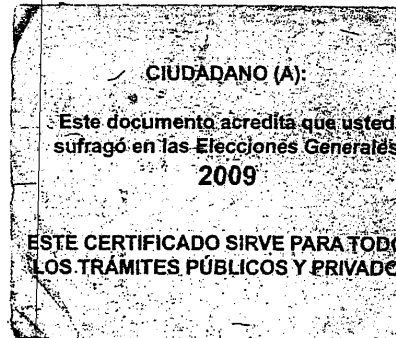 CIUDADANO (A):
Este documento acredita que usted
sufragó en las Elecciones Generales
2009
ESTE CERTIFICADO SIRVE PARA TODO
LOS TRÁMITES PÚBLICOS Y PRIVADO